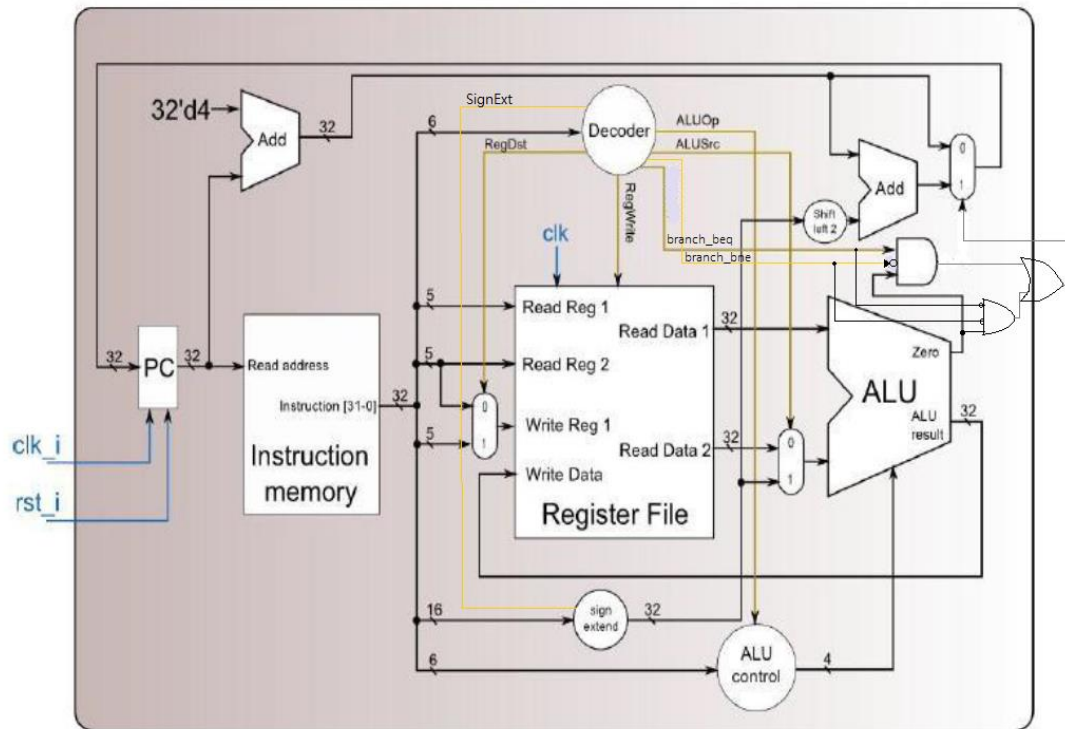 SignExt
32'd4
Add
32
6
Decoder
ALUOp
RegDst
ALUSrc
0
1
Add
Shift
left 2
RegWrite
clk
branch_beq
branch_bne
5
Read Reg 1
Read Data 1
32
Zero
32
PC
32
Read address
5
Read Reg 2
Instruction [31-0]
32
0
1
Write Reg 1
ALU
ALU
result
32
clk_i
Instruction
memory
5
Read Data 2
32
0
1
Write Data
rst_i
Register File
16
sign
extend
32
6
ALU
control
4